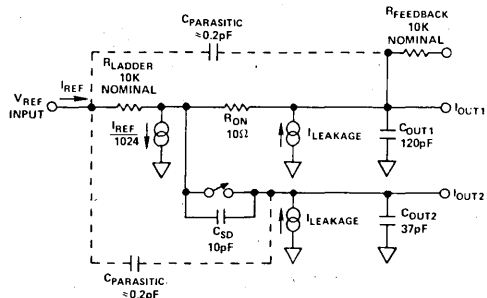 CPARASITIC
≈0.2pF
RFEEDBACK
10K
NOMINAL
RLADDER
10K
NOMINAL
IREF
VREF
INPUT
IOUT1
IREF
1024
RON
10Ω
ILEAKAGE
COUT1
120pF
IOUT2
CSD
10pF
ILEAKAGE
COUT2
37pF
CPARASITIC
≈0.2pF